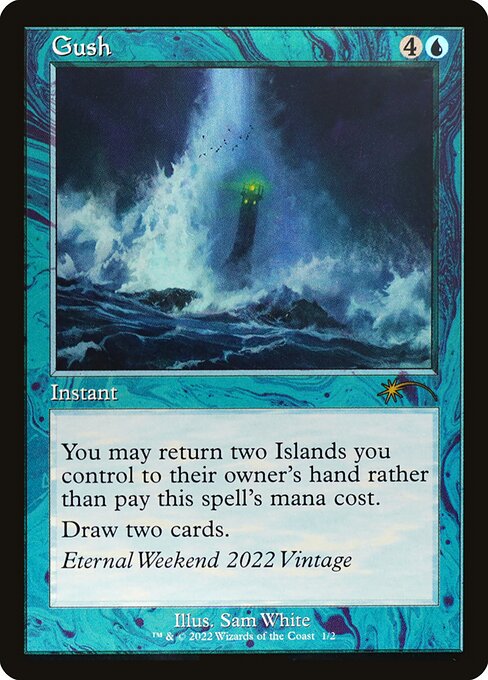 Gush 4
Instant
You may return two Islands you
control to their owner's hand rather
than pay this spell's mana cost.
Draw two cards.
Eternal Weekend 2022 Vintage
Illus. Sam White
™ & © 2022 Wizards of the Coast 1/2